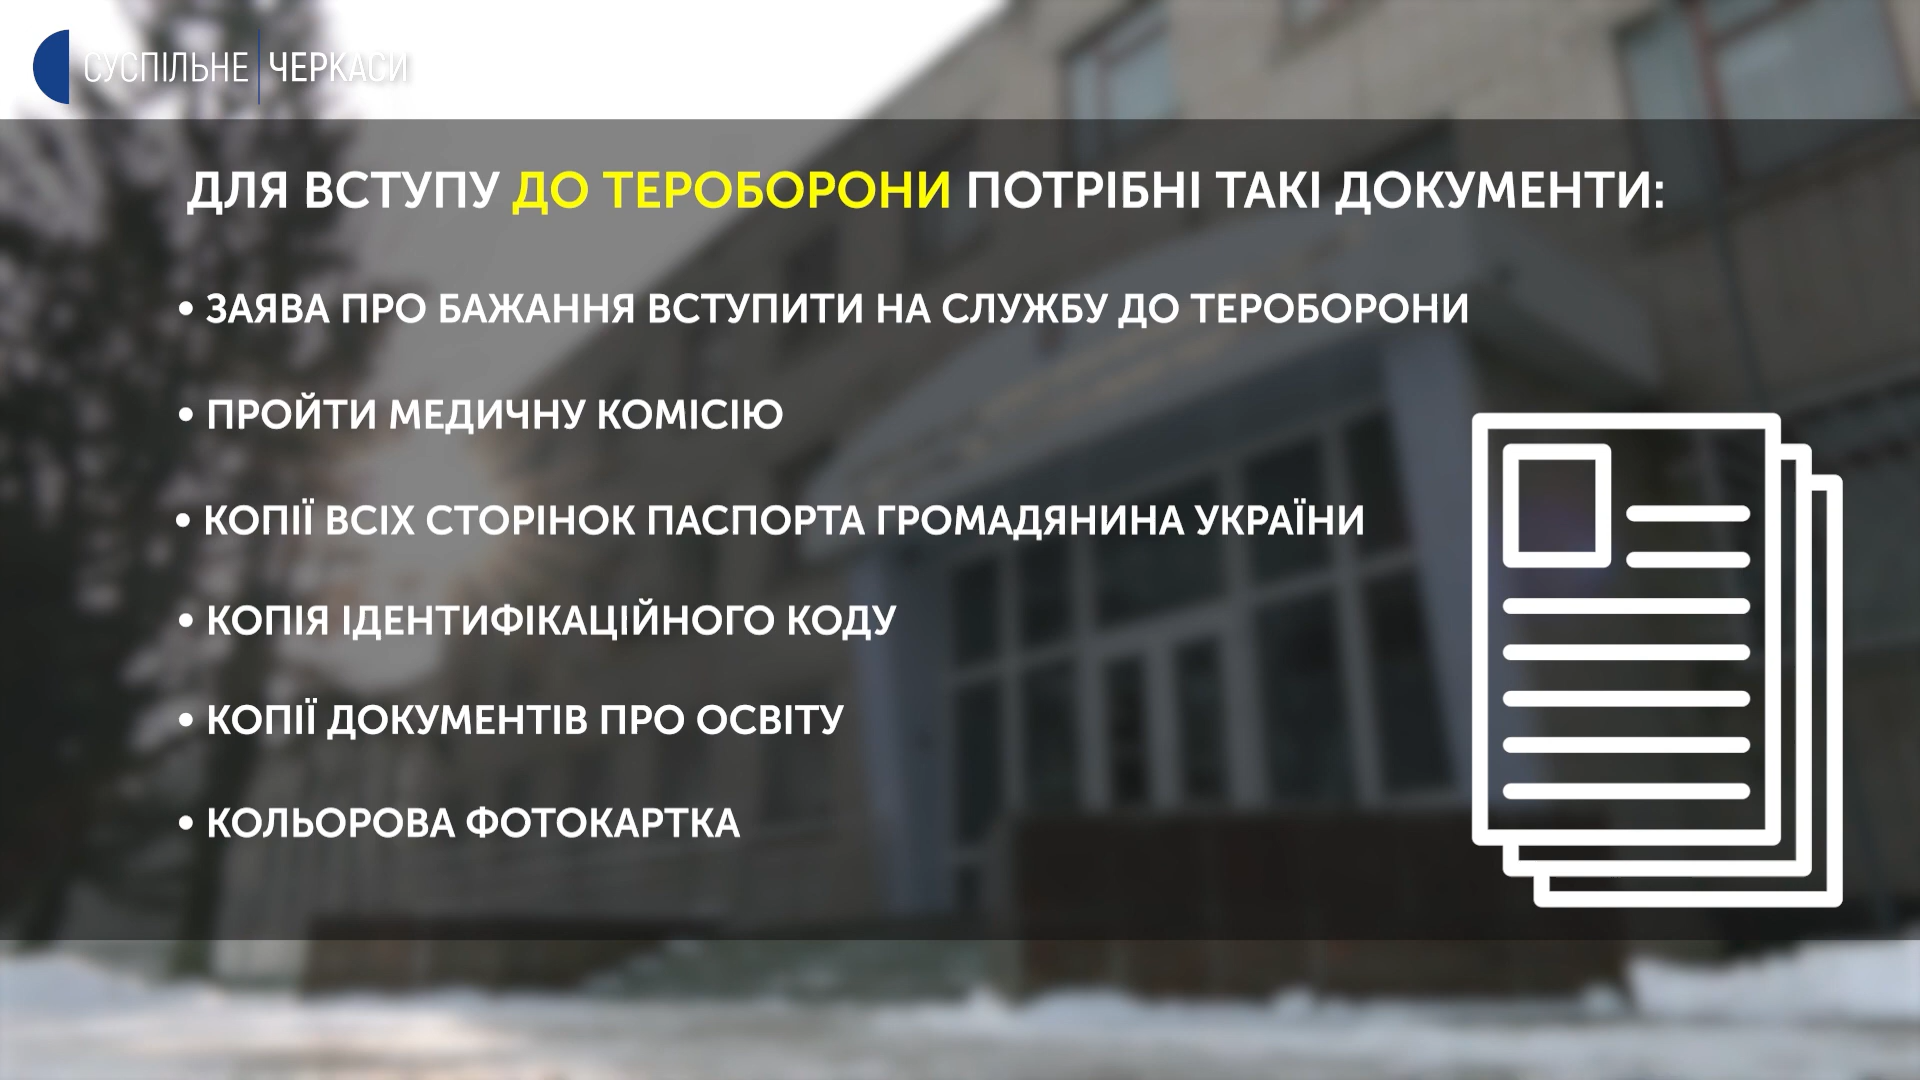 СУСПІЛЬНЕ ЧЕРКАСИ
ДЛЯ ВСТУПУ ДО ТЕРОБОРОНИ ПОТРІБНІ ТАКІ ДОКУМЕНТИ:
• ЗАЯВА ПРО БАЖАННЯ ВСТУПИТИ НА СЛУЖБУ ДО ТЕРОБОРОНИ
• ПРОЙТИ МЕДИЧНУ КОМІСІЮ
• КОПІЇ ВСІХ СТОРІНОК ПАСПОРТА ГРОМАДЯНИНА УКРАЇНИ
• КОПІЯ ІДЕНТИФІКАЦІЙНОГО КОДУ
• КОПІЇ ДОКУМЕНТІВ ПРО ОСВІТУ
• КОЛЬОРОВА ФОТОКАРТКА